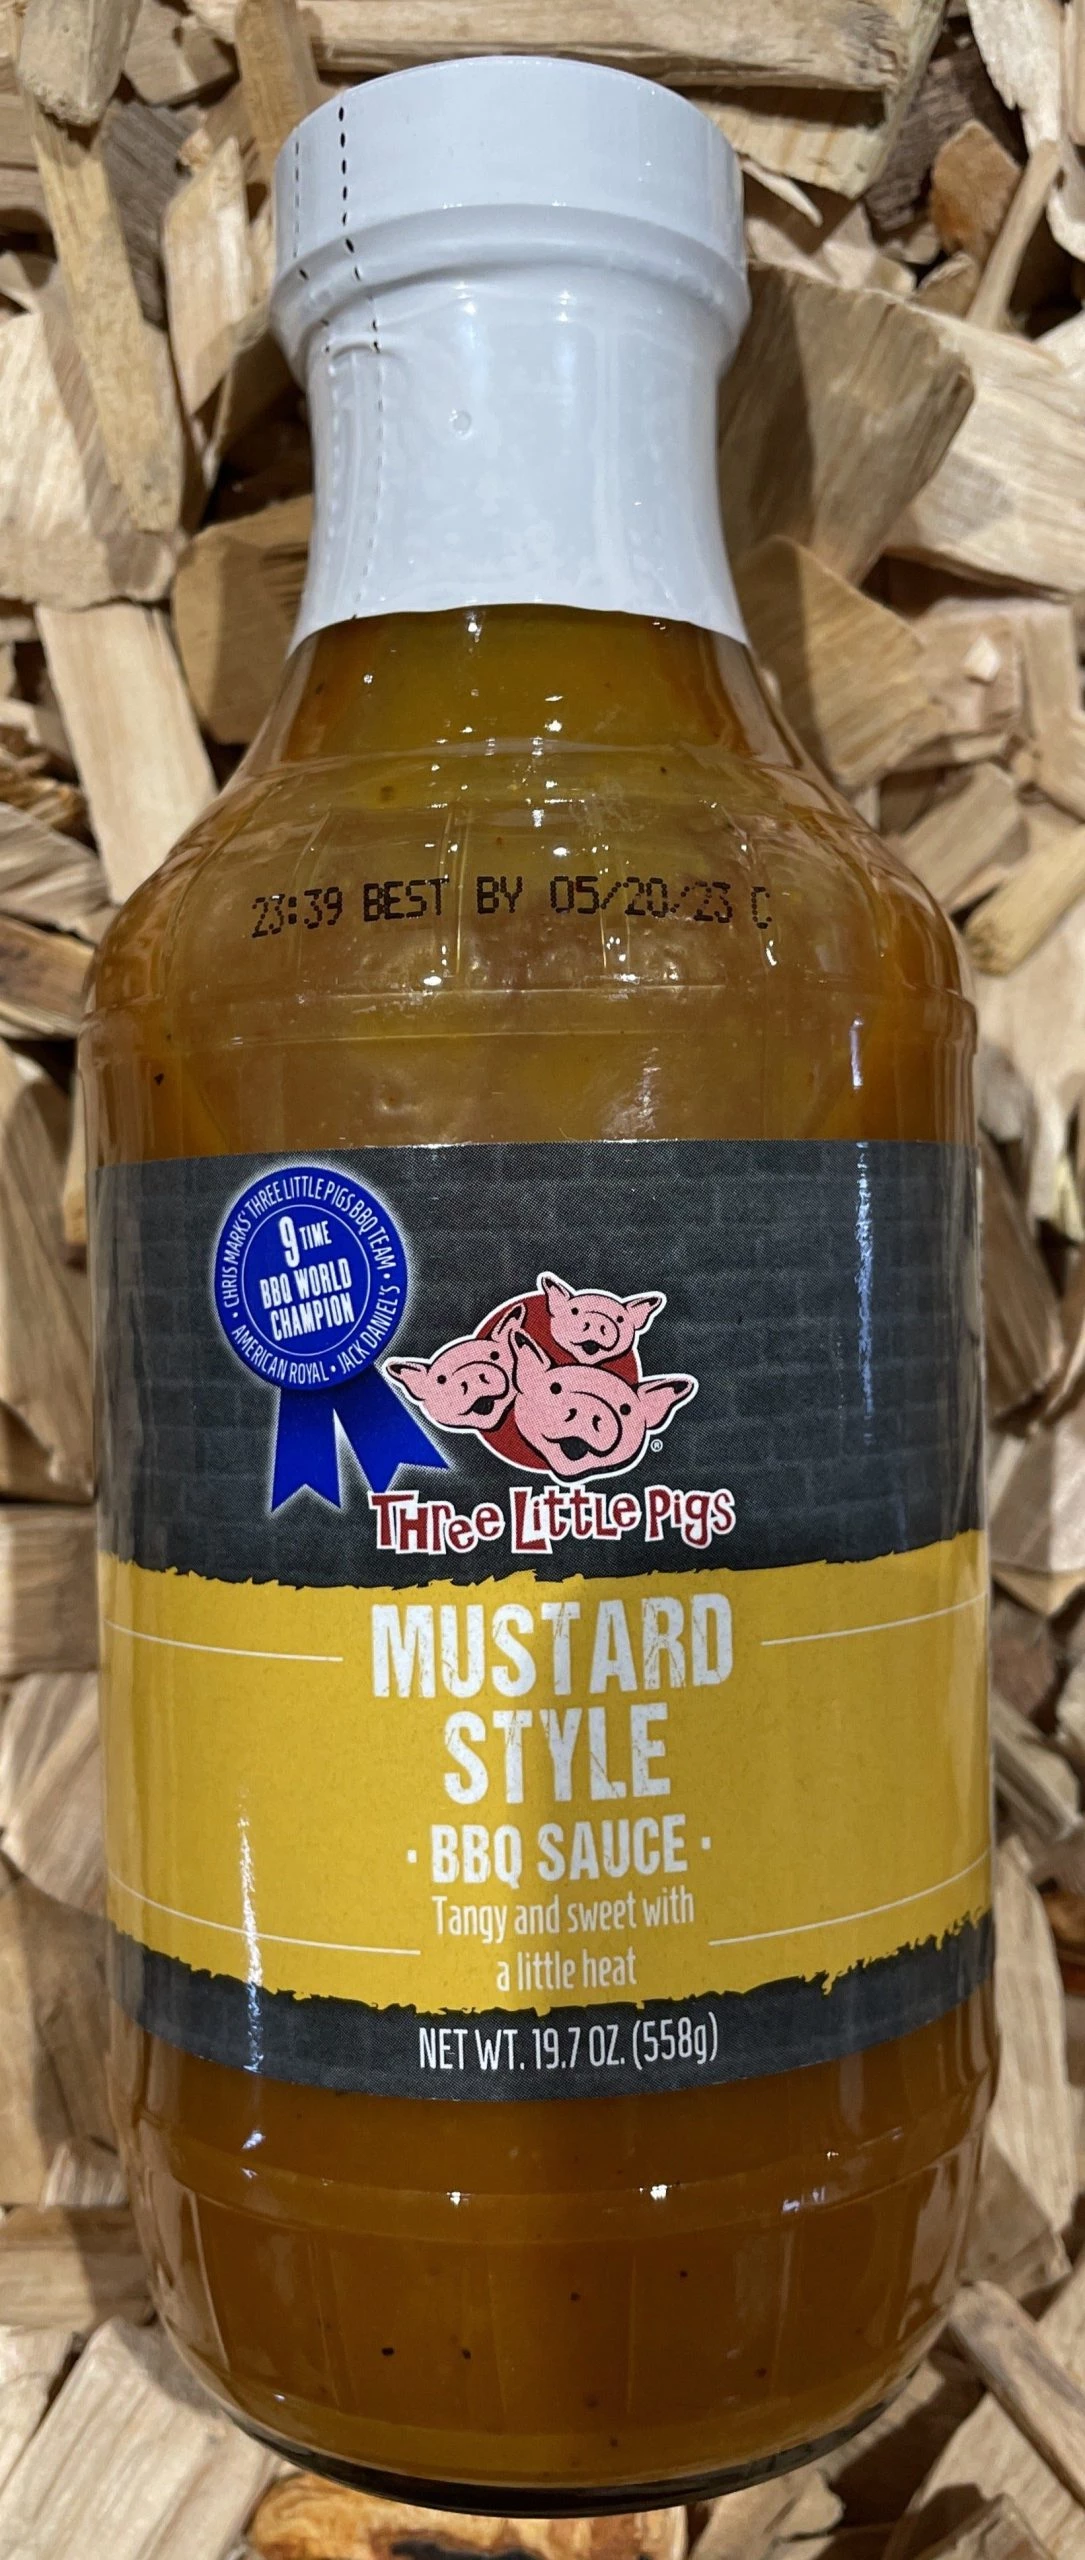 23:39 BEST BY 05/20/23 C
CHRIS MARKS' THREE LITTLE PIGS BBQ TEAM •
9 TIME
BBQ WORLD
CHAMPION
• AMERICAN ROYAL • JACK DANIEL'S •
®
THree LittLe Pigs
MUSTARD
STYLE
· BBQ SAUCE ·
Tangy and sweet with
a little heat
NET WT. 19.7 OZ. (558g)